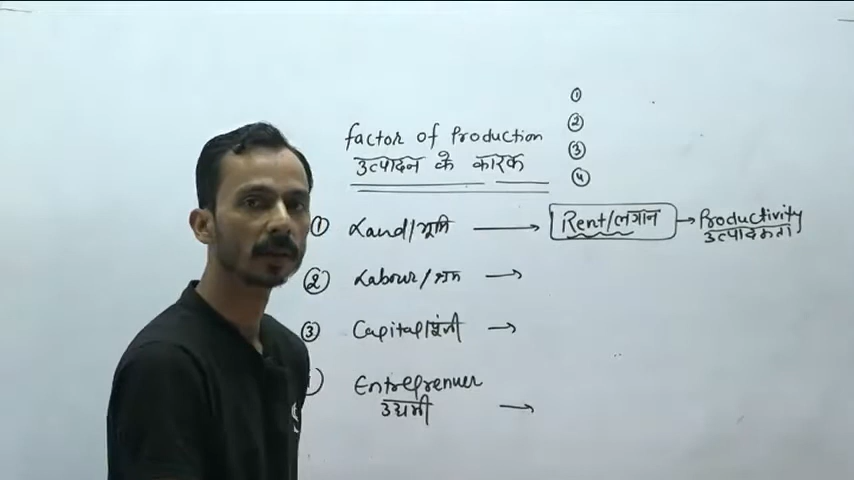 ①
②
③
④
Factor of Production
उत्पादन के कारक
① Land/भूमि → Rent/लगान → Productivity
उत्पादकता
② Labour/श्रम →
③ Capital/पूंजी →
Entreprenuer
उद्यमी →